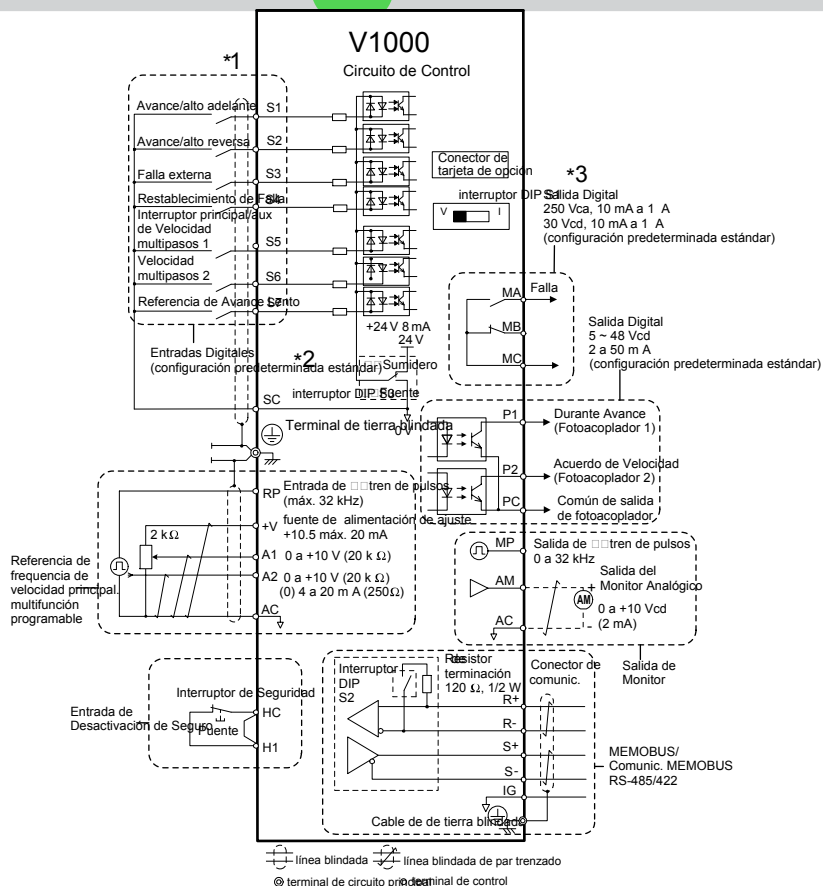 V1000
Circuito de Control
*1
Avance/alto adelante
S1
Avance/alto reversa
S2
Falla externa
S3
Restablecimiento de Falla
S4
Interruptor principal/aux
de Velocidad
multipasos 1
S5
Velocidad
multipasos 2
S6
Referencia de Avance Lento
S7
Entradas Digitales
(configuración predeterminada estándar)
*2
+24 V 8 mA
24 V
Sumidero
interruptor DIP S3
Fuente
SC
0 V
Terminal de tierra blindada
Conector de
tarjeta de opción
interruptor DIP S1
V
I
*3
Salida Digital
250 Vca, 10 mA a 1 A
30 Vcd, 10 mA a 1 A
(configuración predeterminada estándar)
MA
Falla
MB
MC
Salida Digital
5 ~ 48 Vcd
2 a 50 m A
(configuración predeterminada estándar)
P1
Durante Avance
(Fotoacoplador 1)
P2
Acuerdo de Velocidad
(Fotoacoplador 2)
PC
Común de salida
de fotoacoplador
Referencia de
frequencia de
velocidad principal.
multifunción
programable
2 kΩ
RP
Entrada de □□tren de pulsos
(máx. 32 kHz)
+V
fuente de alimentación de ajuste
+10.5 máx. 20 mA
A1
0 a +10 V (20 k Ω)
A2
0 a +10 V (20 k Ω)
(0) 4 a 20 m A (250Ω)
AC
MP
Salida de □□tren de pulsos
0 a 32 kHz
AM
Salida del
Monitor Analógico
+
AM
-
0 a +10 Vcd
(2 mA)
AC
Salida de
Monitor
Entrada de
Desactivación de Seguro
Interruptor de Seguridad
Puente
HC
H1
Interruptor
DIP
S2
Resistor
de
terminación
120 Ω, 1/2 W
Conector de
comunic.
R+
R-
S+
S-
IG
MEMOBUS/
Comunic. MEMOBUS
RS-485/422
Cable de de tierra blindada
línea blindada
línea blindada de par trenzado
terminal de circuito principal
terminal de control